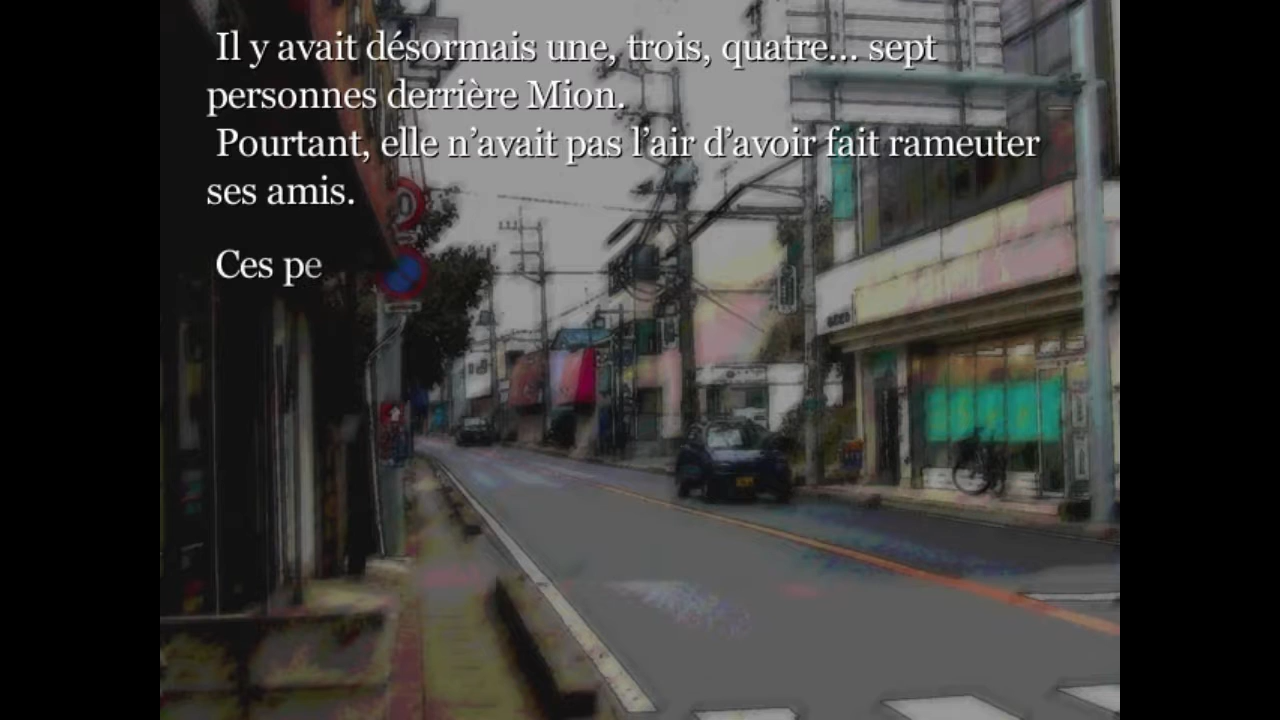 Il y avait désormais une, trois, quatre... sept
personnes derrière Mion.
Pourtant, elle n'avait pas l'air d'avoir fait rameuter
ses amis.
Ces pe